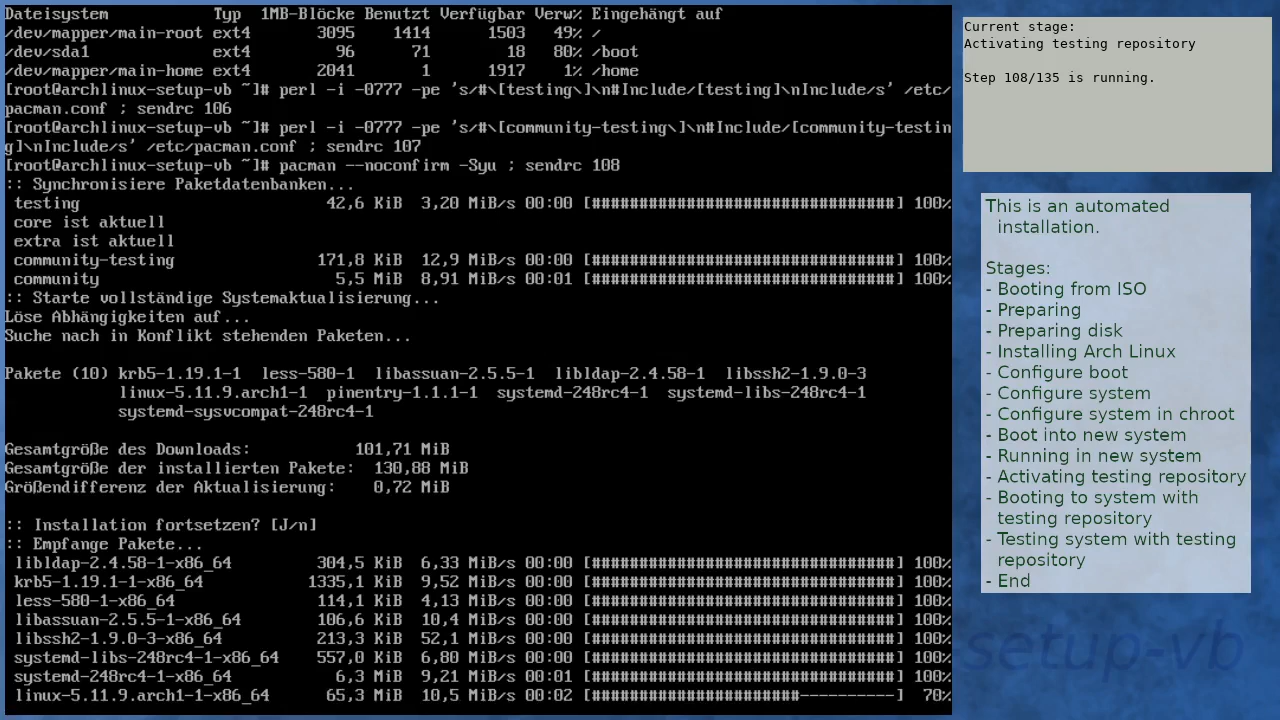 Dateisystem           Typ  1MB-Blöcke Benutzt Verfügbar Verw% Eingehängt auf
/dev/mapper/main-root ext4       3095    1414      1503   49% /
/dev/sda1             ext4         96      71        18   80% /boot
/dev/mapper/main-home ext4       2041       1      1917    1% /home
[root@archlinux-setup-vb ~]# perl -i -0777 -pe 's/#\[testing\]\n#Include/[testing]\nInclude/s' /etc/
pacman.conf ; sendrc 106
[root@archlinux-setup-vb ~]# perl -i -0777 -pe 's/#\[community-testing\]\n#Include/[community-testin
g]\nInclude/s' /etc/pacman.conf ; sendrc 107
[root@archlinux-setup-vb ~]# pacman --noconfirm -Syu ; sendrc 108
:: Synchronisiere Paketdatenbanken...
 testing                          42,6 KiB  3,20 MiB/s 00:00 [################################] 100%
 core ist aktuell
 extra ist aktuell
 community-testing               171,8 KiB  12,9 MiB/s 00:00 [################################] 100%
 community                         5,5 MiB  8,91 MiB/s 00:01 [################################] 100%
:: Starte vollständige Systemaktualisierung...
Löse Abhängigkeiten auf...
Suche nach in Konflikt stehenden Paketen...
Pakete (10) krb5-1.19.1-1  less-580-1  libassuan-2.5.5-1  libldap-2.4.58-1  libssh2-1.9.0-3
            linux-5.11.9.arch1-1  pinentry-1.1.1-1  systemd-248rc4-1  systemd-libs-248rc4-1
            systemd-sysvcompat-248rc4-1
Gesamtgröße des Downloads:           101,71 MiB
Gesamtgröße der installierten Pakete:  130,88 MiB
Größendifferenz der Aktualisierung:    0,72 MiB
:: Installation fortsetzen? [J/n]
:: Empfange Pakete...
 libldap-2.4.58-1-x86_64         304,5 KiB  6,33 MiB/s 00:00 [################################] 100%
 krb5-1.19.1-1-x86_64           1335,1 KiB  9,52 MiB/s 00:00 [################################] 100%
 less-580-1-x86_64               114,1 KiB  4,13 MiB/s 00:00 [################################] 100%
 libassuan-2.5.5-1-x86_64        106,6 KiB  10,4 MiB/s 00:00 [################################] 100%
 libssh2-1.9.0-3-x86_64          213,3 KiB  52,1 MiB/s 00:00 [################################] 100%
 systemd-libs-248rc4-1-x86_64    557,0 KiB  6,80 MiB/s 00:00 [################################] 100%
 systemd-248rc4-1-x86_64           6,3 MiB  9,21 MiB/s 00:01 [################################] 100%
 linux-5.11.9.arch1-1-x86_64      65,3 MiB  10,5 MiB/s 00:02 [######################----------]  70%
Current stage:
Activating testing repository
Step 108/135 is running.
This is an automated
installation.
Stages:
- Booting from ISO
- Preparing
- Preparing disk
- Installing Arch Linux
- Configure boot
- Configure system
- Configure system in chroot
- Boot into new system
- Running in new system
- Activating testing repository
- Booting to system with
testing repository
- Testing system with testing
repository
- End
setup-vb